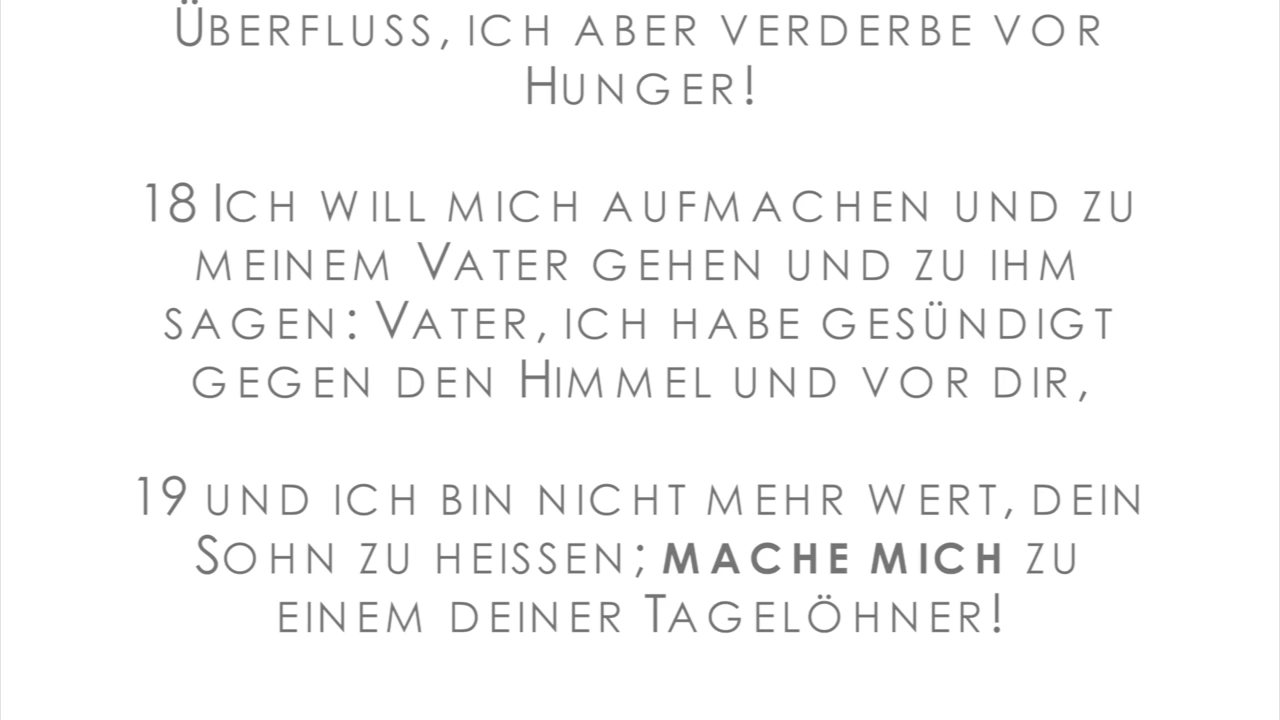 Überfluss, ich aber verderbe vor
Hunger!
18 Ich will mich aufmachen und zu
meinem Vater gehen und zu ihm
sagen: Vater, ich habe gesündigt
gegen den Himmel und vor dir,
19 und ich bin nicht mehr wert, dein
Sohn zu heissen; mache mich zu
einem deiner Tagelöhner!